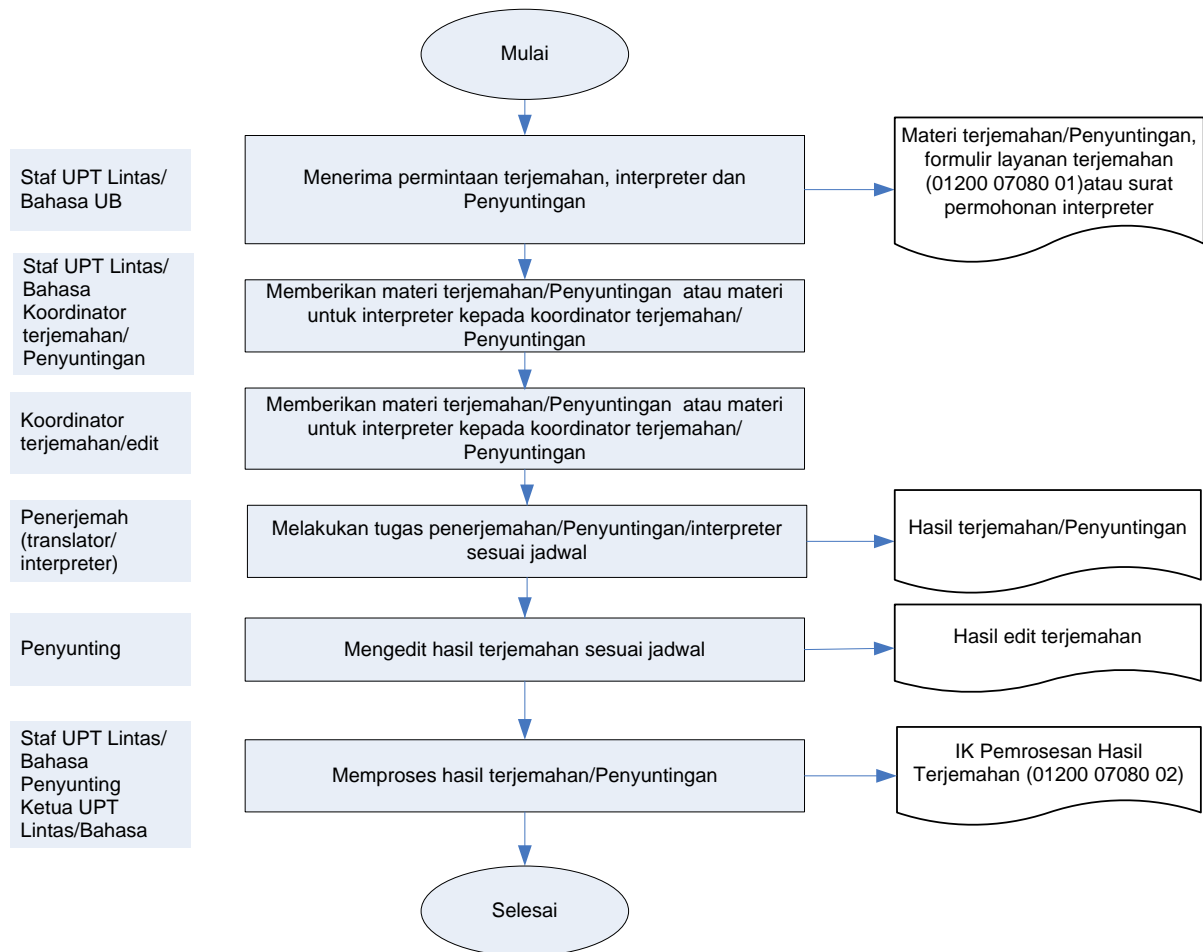 Mulai
Staf UPT Lintas/
Bahasa UB
Menerima permintaan terjemahan, interpreter dan
Penyuntingan
Materi terjemahan/Penyuntingan,
formulir layanan terjemahan
(01200 07080 01)atau surat
permohonan interpreter
Staf UPT Lintas/
Bahasa
Koordinator
terjemahan/
Penyuntingan
Memberikan materi terjemahan/Penyuntingan  atau materi
untuk interpreter kepada koordinator terjemahan/
Penyuntingan
Koordinator
terjemahan/edit
Memberikan materi terjemahan/Penyuntingan  atau materi
untuk interpreter kepada koordinator terjemahan/
Penyuntingan
Penerjemah
(translator/
interpreter)
Melakukan tugas penerjemahan/Penyuntingan/interpreter
sesuai jadwal
Hasil terjemahan/Penyuntingan
Penyunting
Mengedit hasil terjemahan sesuai jadwal
Hasil edit terjemahan
Staf UPT Lintas/
Bahasa
Penyunting
Ketua UPT
Lintas/Bahasa
Memproses hasil terjemahan/Penyuntingan
IK Pemrosesan Hasil
Terjemahan (01200 07080 02)
Selesai